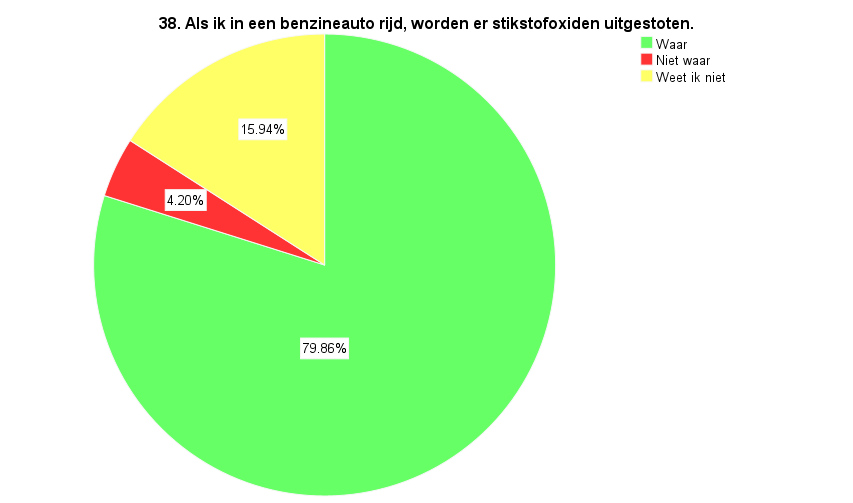 38. Als ik in een benzineauto rijd, worden er stikstofoxiden uitgestoten.
Waar
Niet waar
Weet ik niet
15.94%
4.20%
79.86%